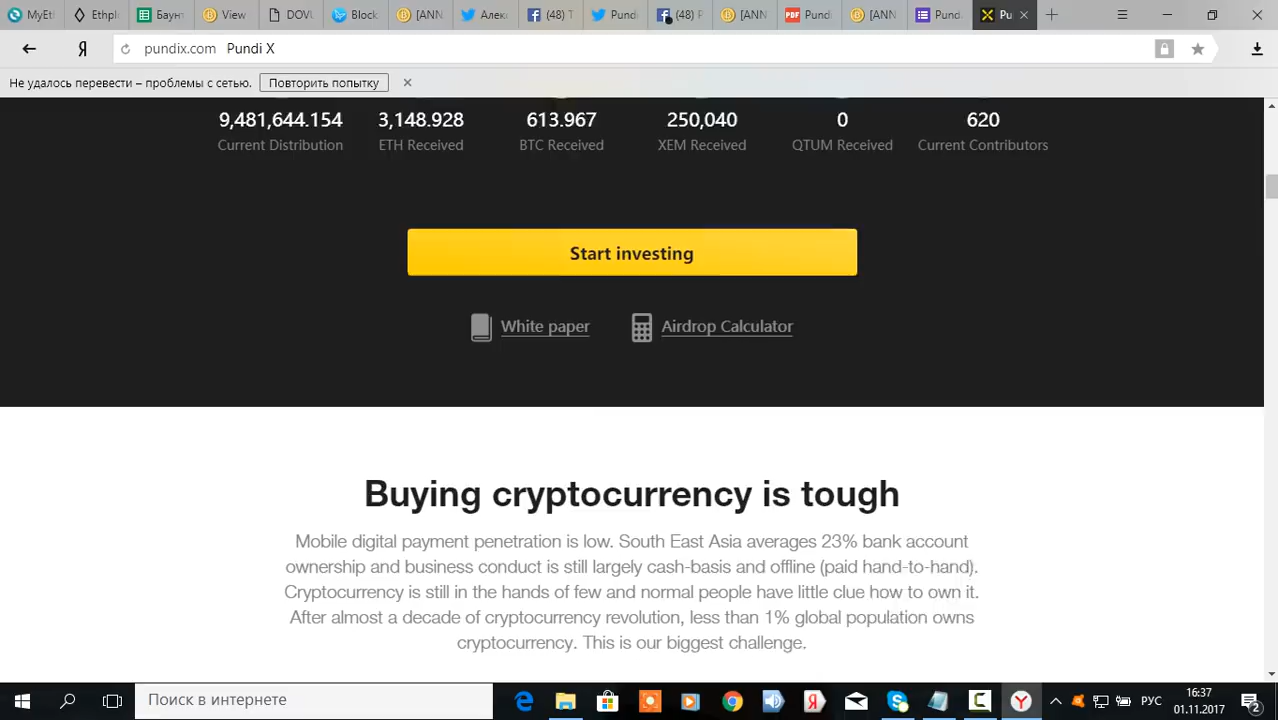 MyEt
Ethplo
Баунт
View
DOVU
Block
[ANN
Алекс
(48) T
Pundi
(48) P
[ANN
Pundi
[ANN
Pundi
Pu
pundix.com Pundi X
Не удалось перевести – проблемы с сетью. Повторить попытку
9,481,644.154 3,148.928 613.967 250,040 0 620
Current Distribution ETH Received BTC Received XEM Received QTUM Received Current Contributors
Start investing
White paper Airdrop Calculator
Buying cryptocurrency is tough
Mobile digital payment penetration is low. South East Asia averages 23% bank account
ownership and business conduct is still largely cash-basis and offline (paid hand-to-hand).
Cryptocurrency is still in the hands of few and normal people have little clue how to own it.
After almost a decade of cryptocurrency revolution, less than 1% global population owns
cryptocurrency. This is our biggest challenge.
Поиск в интернете
РУС
16:37
01.11.2017
2